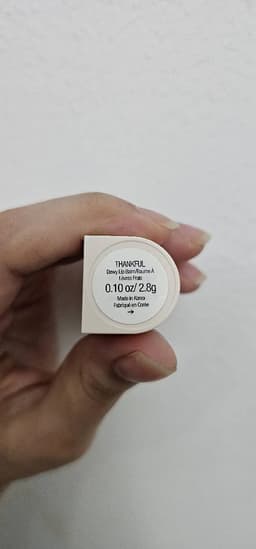 THANKFUL
Dewy Lip Balm/Baume À
Lèvres Frais
0.10 oz/ 2.8g
Made in Korea
Fabriqué en Corée
→